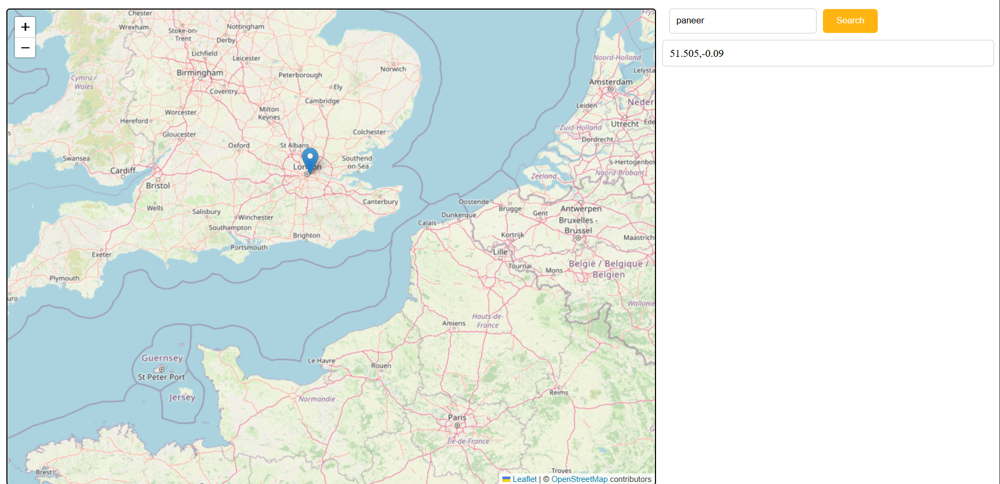 +
−
Chester
Wrexham
Stoke-on-
Trent
Nottingham
Derby
Lichfield
Leicester
Birmingham
Peterborough
Norwich
Cymru /
Wales
Coventry
Ely
Cambridge
Worcester
Milton
Keynes
Hereford
Gloucester
Colchester
Oxford
St Albans
Swansea
Southend-
on-Sea
Cardiff
London
Bristol
Canterbury
Wells
Salisbury
Winchester
Southampton
Brighton
Portsmouth
Exeter
Plymouth
uro
s
Frys
Noord-Holland
Lelysta
Amsterdam
Neder
Leiden
Utrecht
Ede
Zuid-Holland
Dordrecht
's-Hertogenbos
Noord-Brabant
Zeeland
Oostende
Brugge
Antwerpen
Dunkerque
Gent
Calais
Bruxelles -
Brussel
Kortrijk
Maastrich
Lille
Tournai
België / Belgique /
Belgien
Mons
Wallonie
Hauts-de-
France
Amiens
Guernsey
St Peter Port
Le Havre
Rouen
Jersey
Normandie
Reims
Paris
Île-de-France
G
Brest
Troyes
Leaflet | © OpenStreetMap contributors
paneer
Search
51.505,-0.09